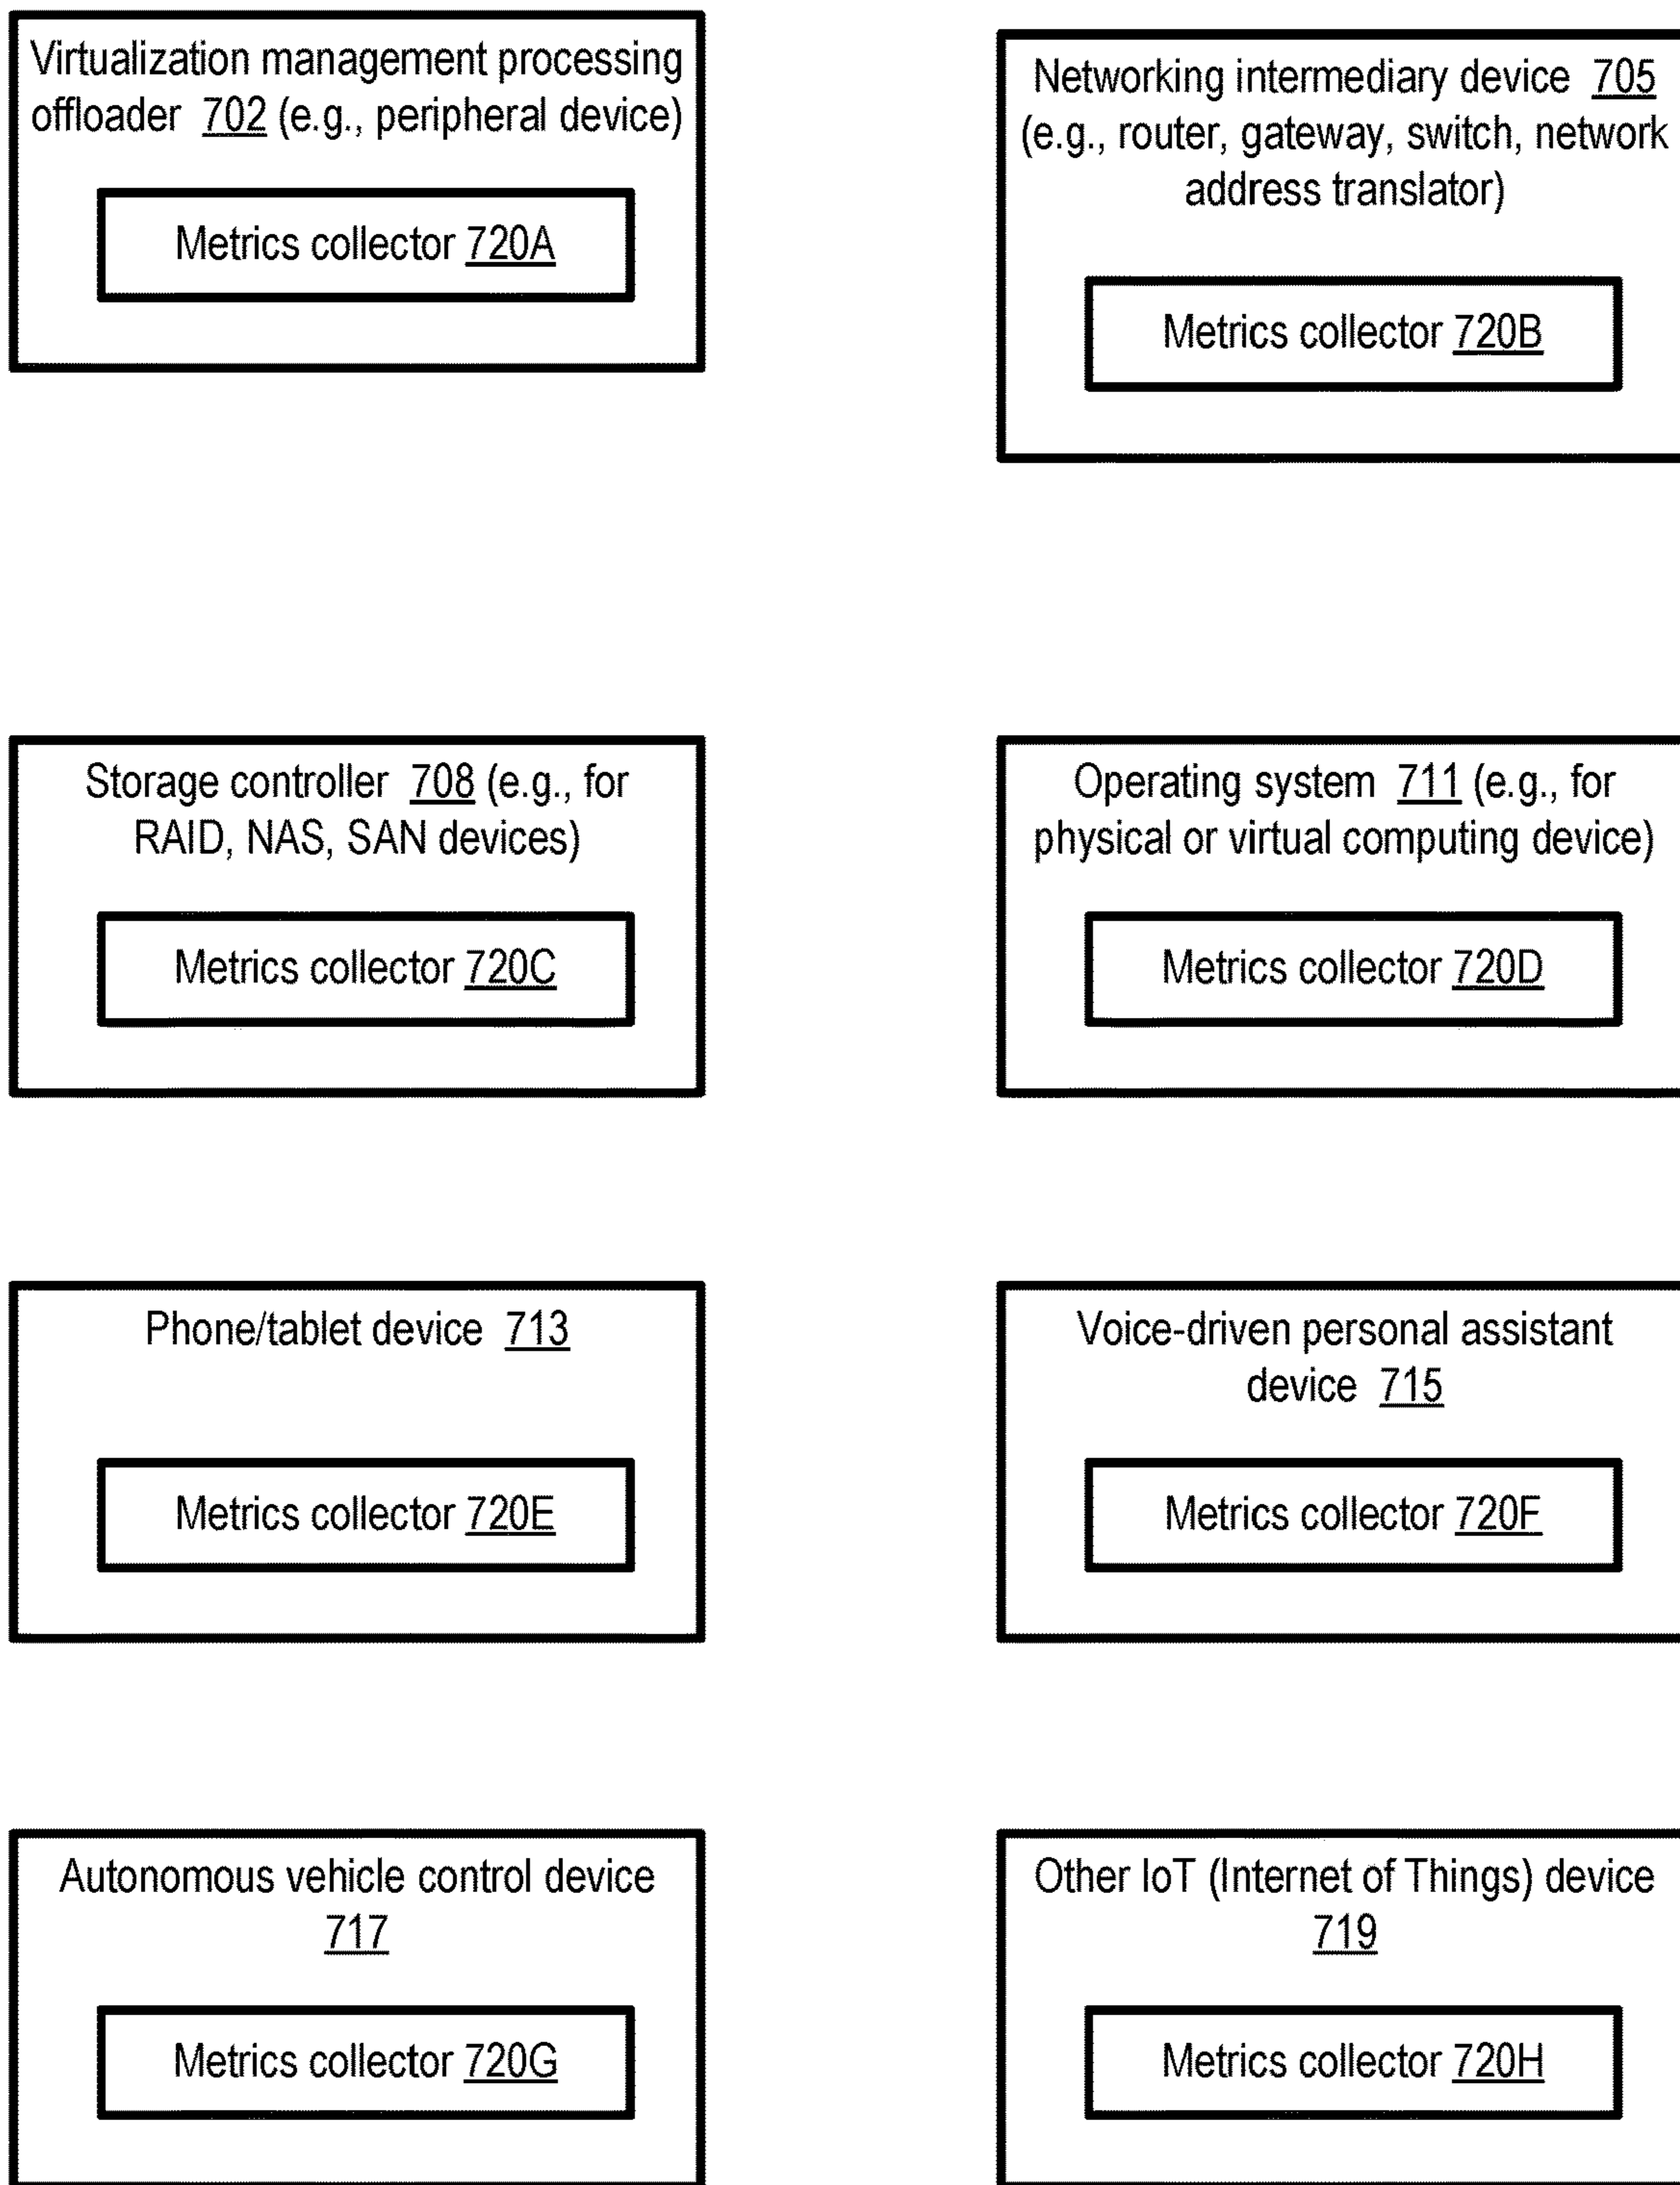 Virtualization management processing
offloader 702 (e.g., peripheral device)
Metrics collector 720A
Networking intermediary device 705
(e.g., router, gateway, switch, network
address translator)
Metrics collector 720B
Storage controller 708 (e.g., for
RAID, NAS, SAN devices)
Metrics collector 720C
Operating system 711 (e.g., for
physical or virtual computing device)
Metrics collector 720D
Phone/tablet device 713
Metrics collector 720E
Voice-driven personal assistant
device 715
Metrics collector 720F
Autonomous vehicle control device
717
Metrics collector 720G
Other IoT (Internet of Things) device
719
Metrics collector 720H